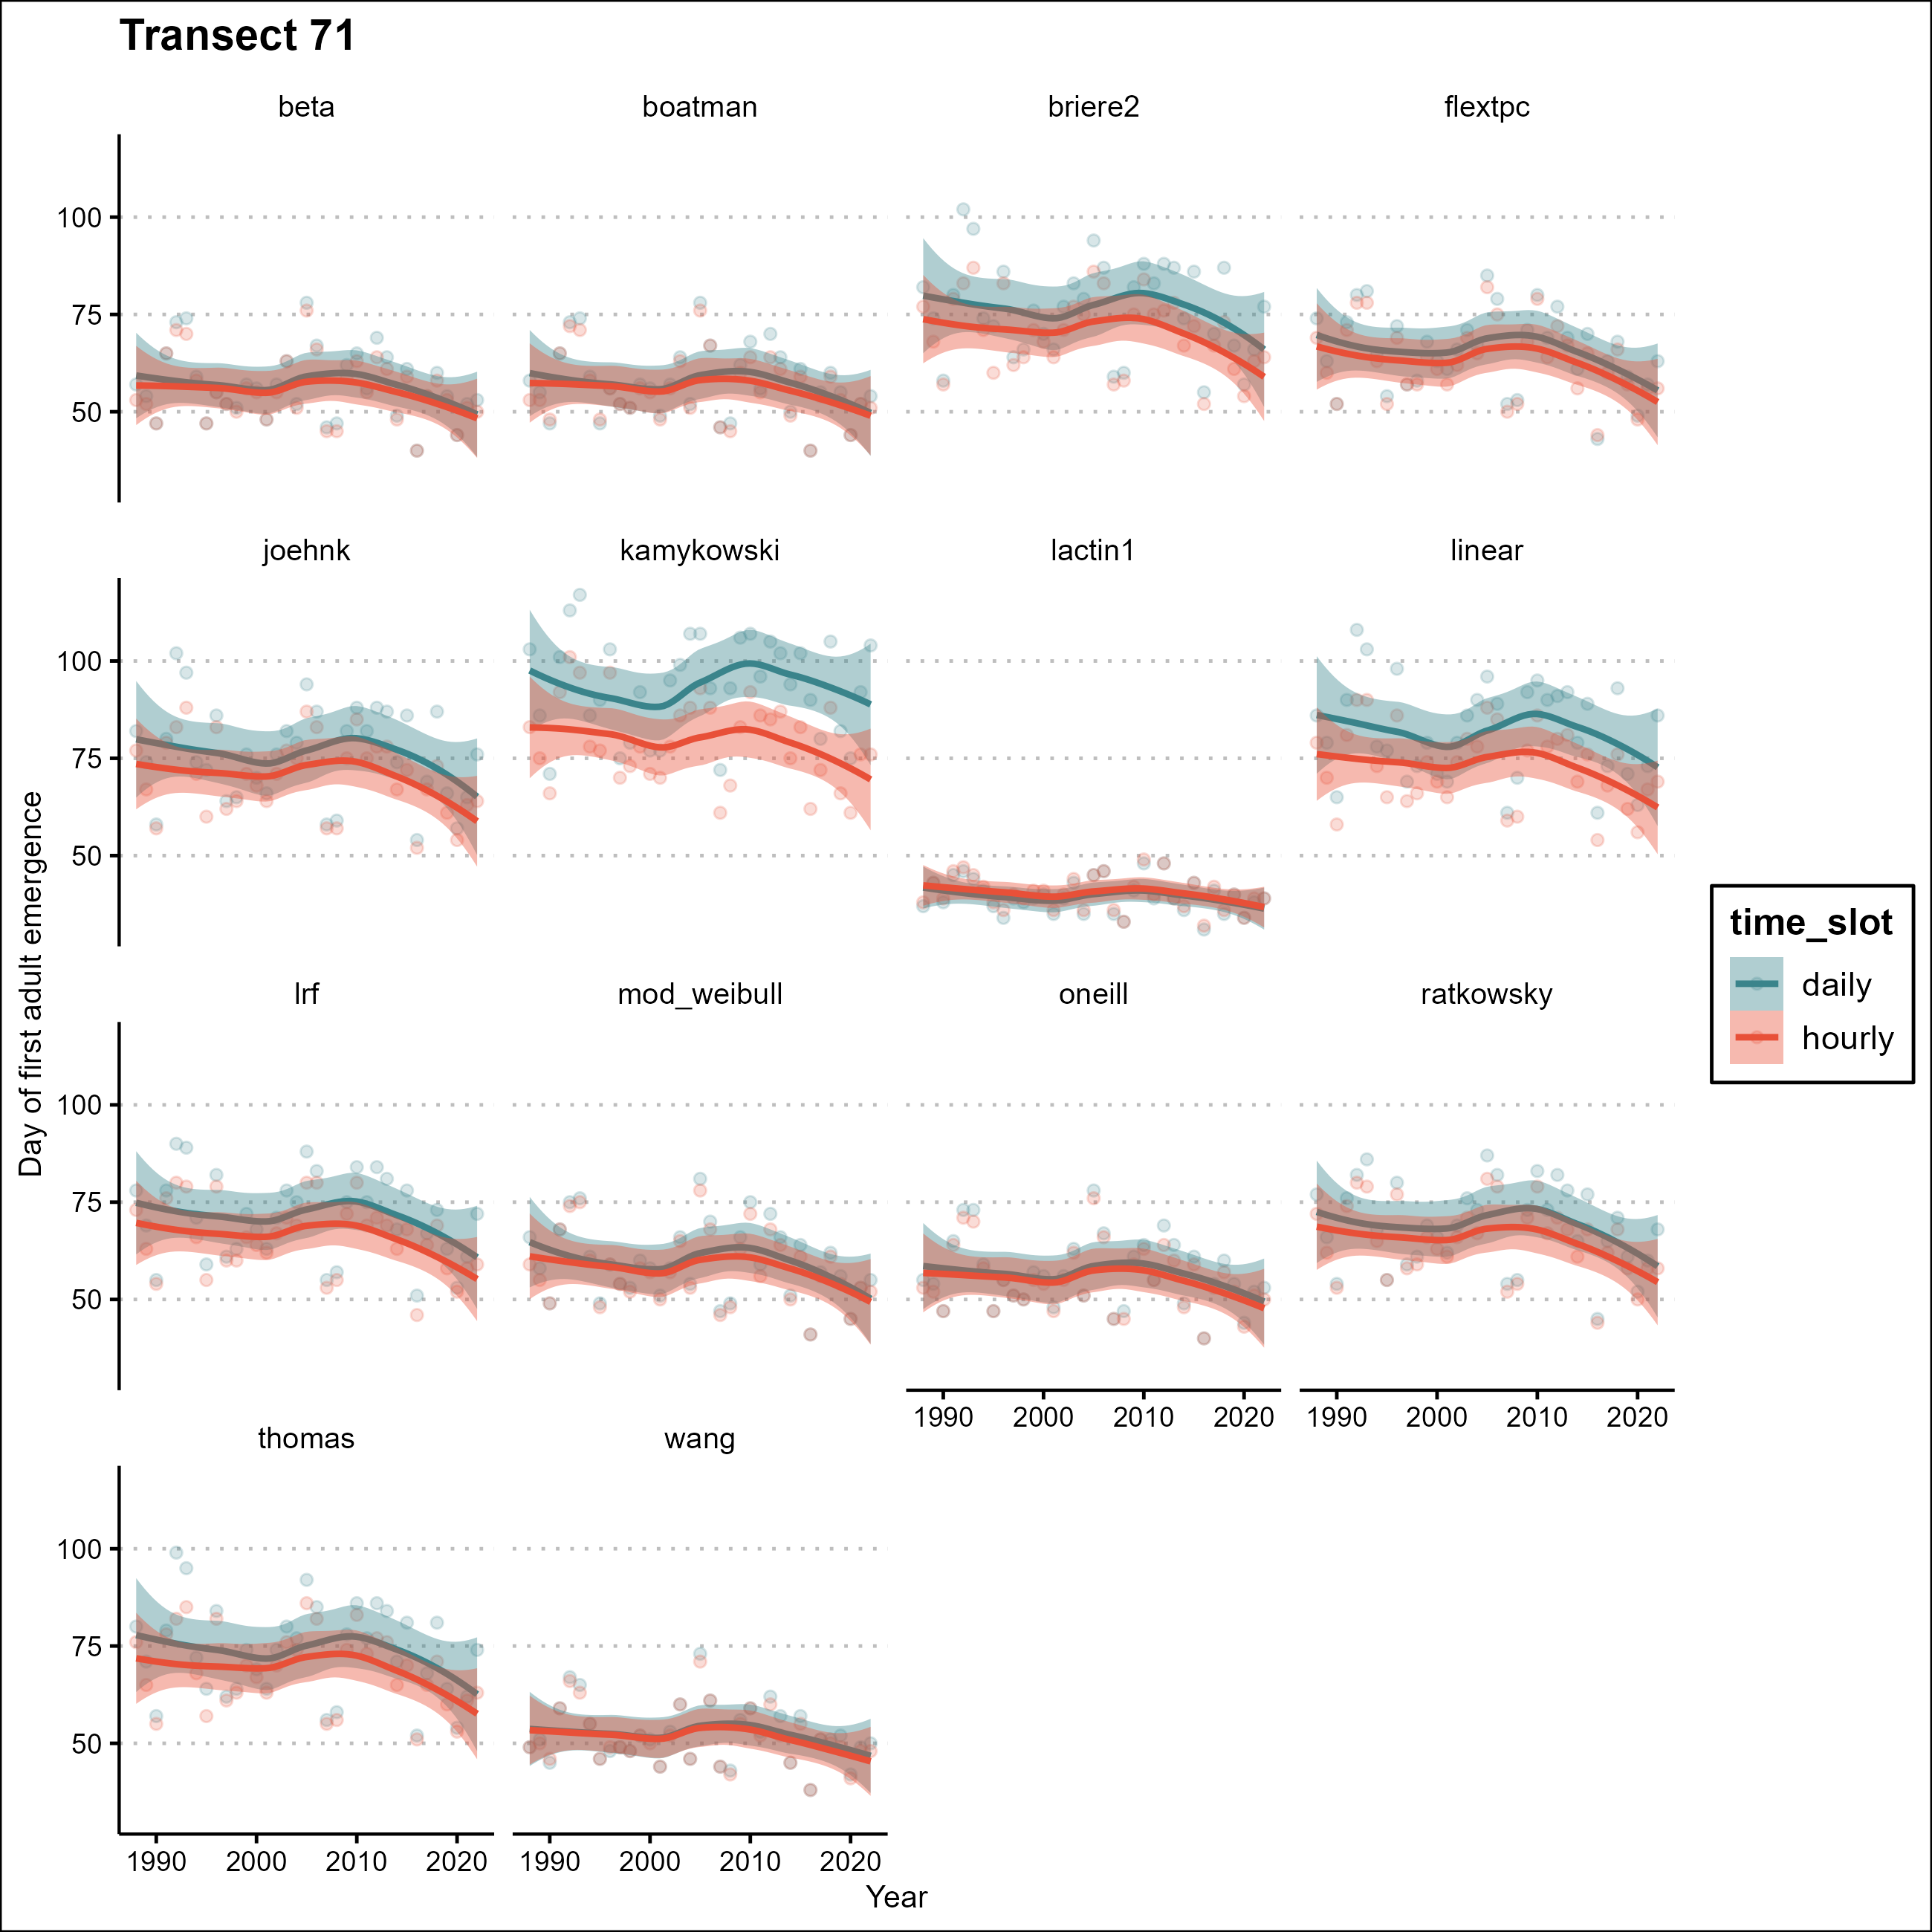 Transect 71
beta boatman briere2 flextpc
100
75
50
joehnk kamykowski lactin1 linear
100
75
50
lrf mod_weibull oneill ratkowsky
100
75
50
1990 2000 2010 2020 1990 2000 2010 2020
thomas wang
100
75
50
1990 2000 2010 2020 1990 2000 2010 2020
Year
Day of first adult emergence
time_slot
daily
hourly